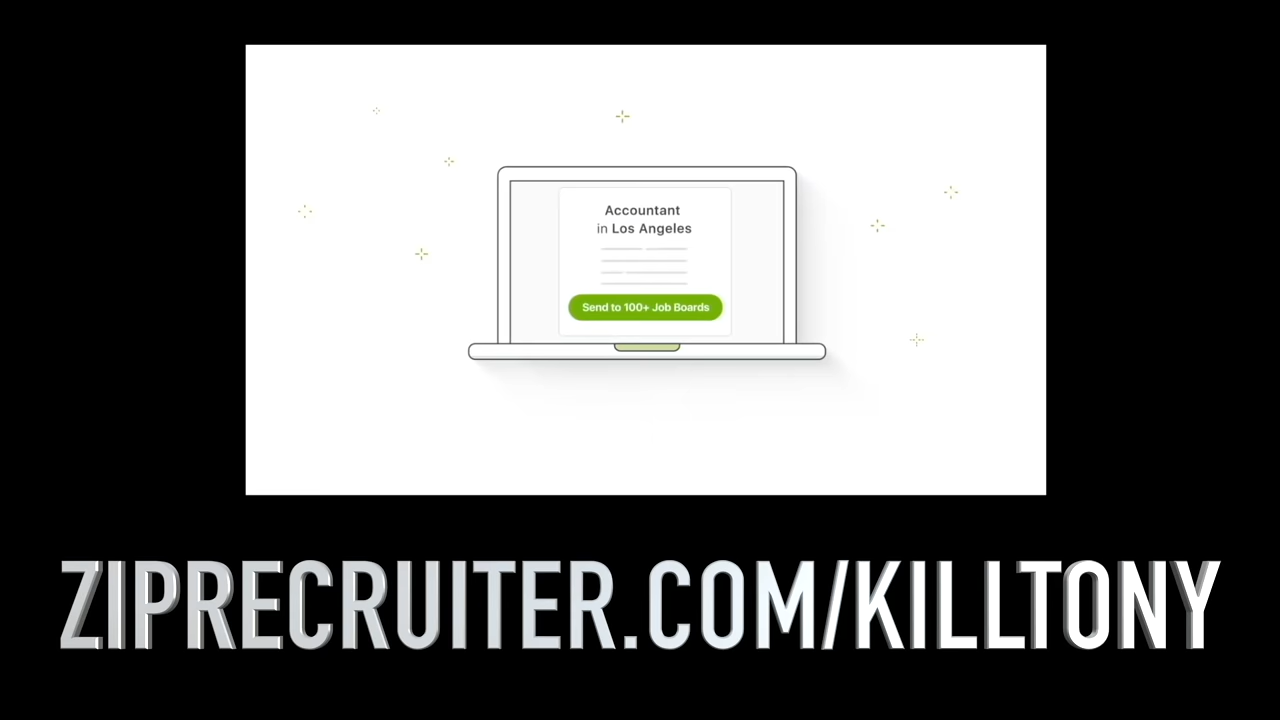 Accountant
in Los Angeles
Send to 100+ Job Boards
ZIPRECRUITER.COM/KILLTONY